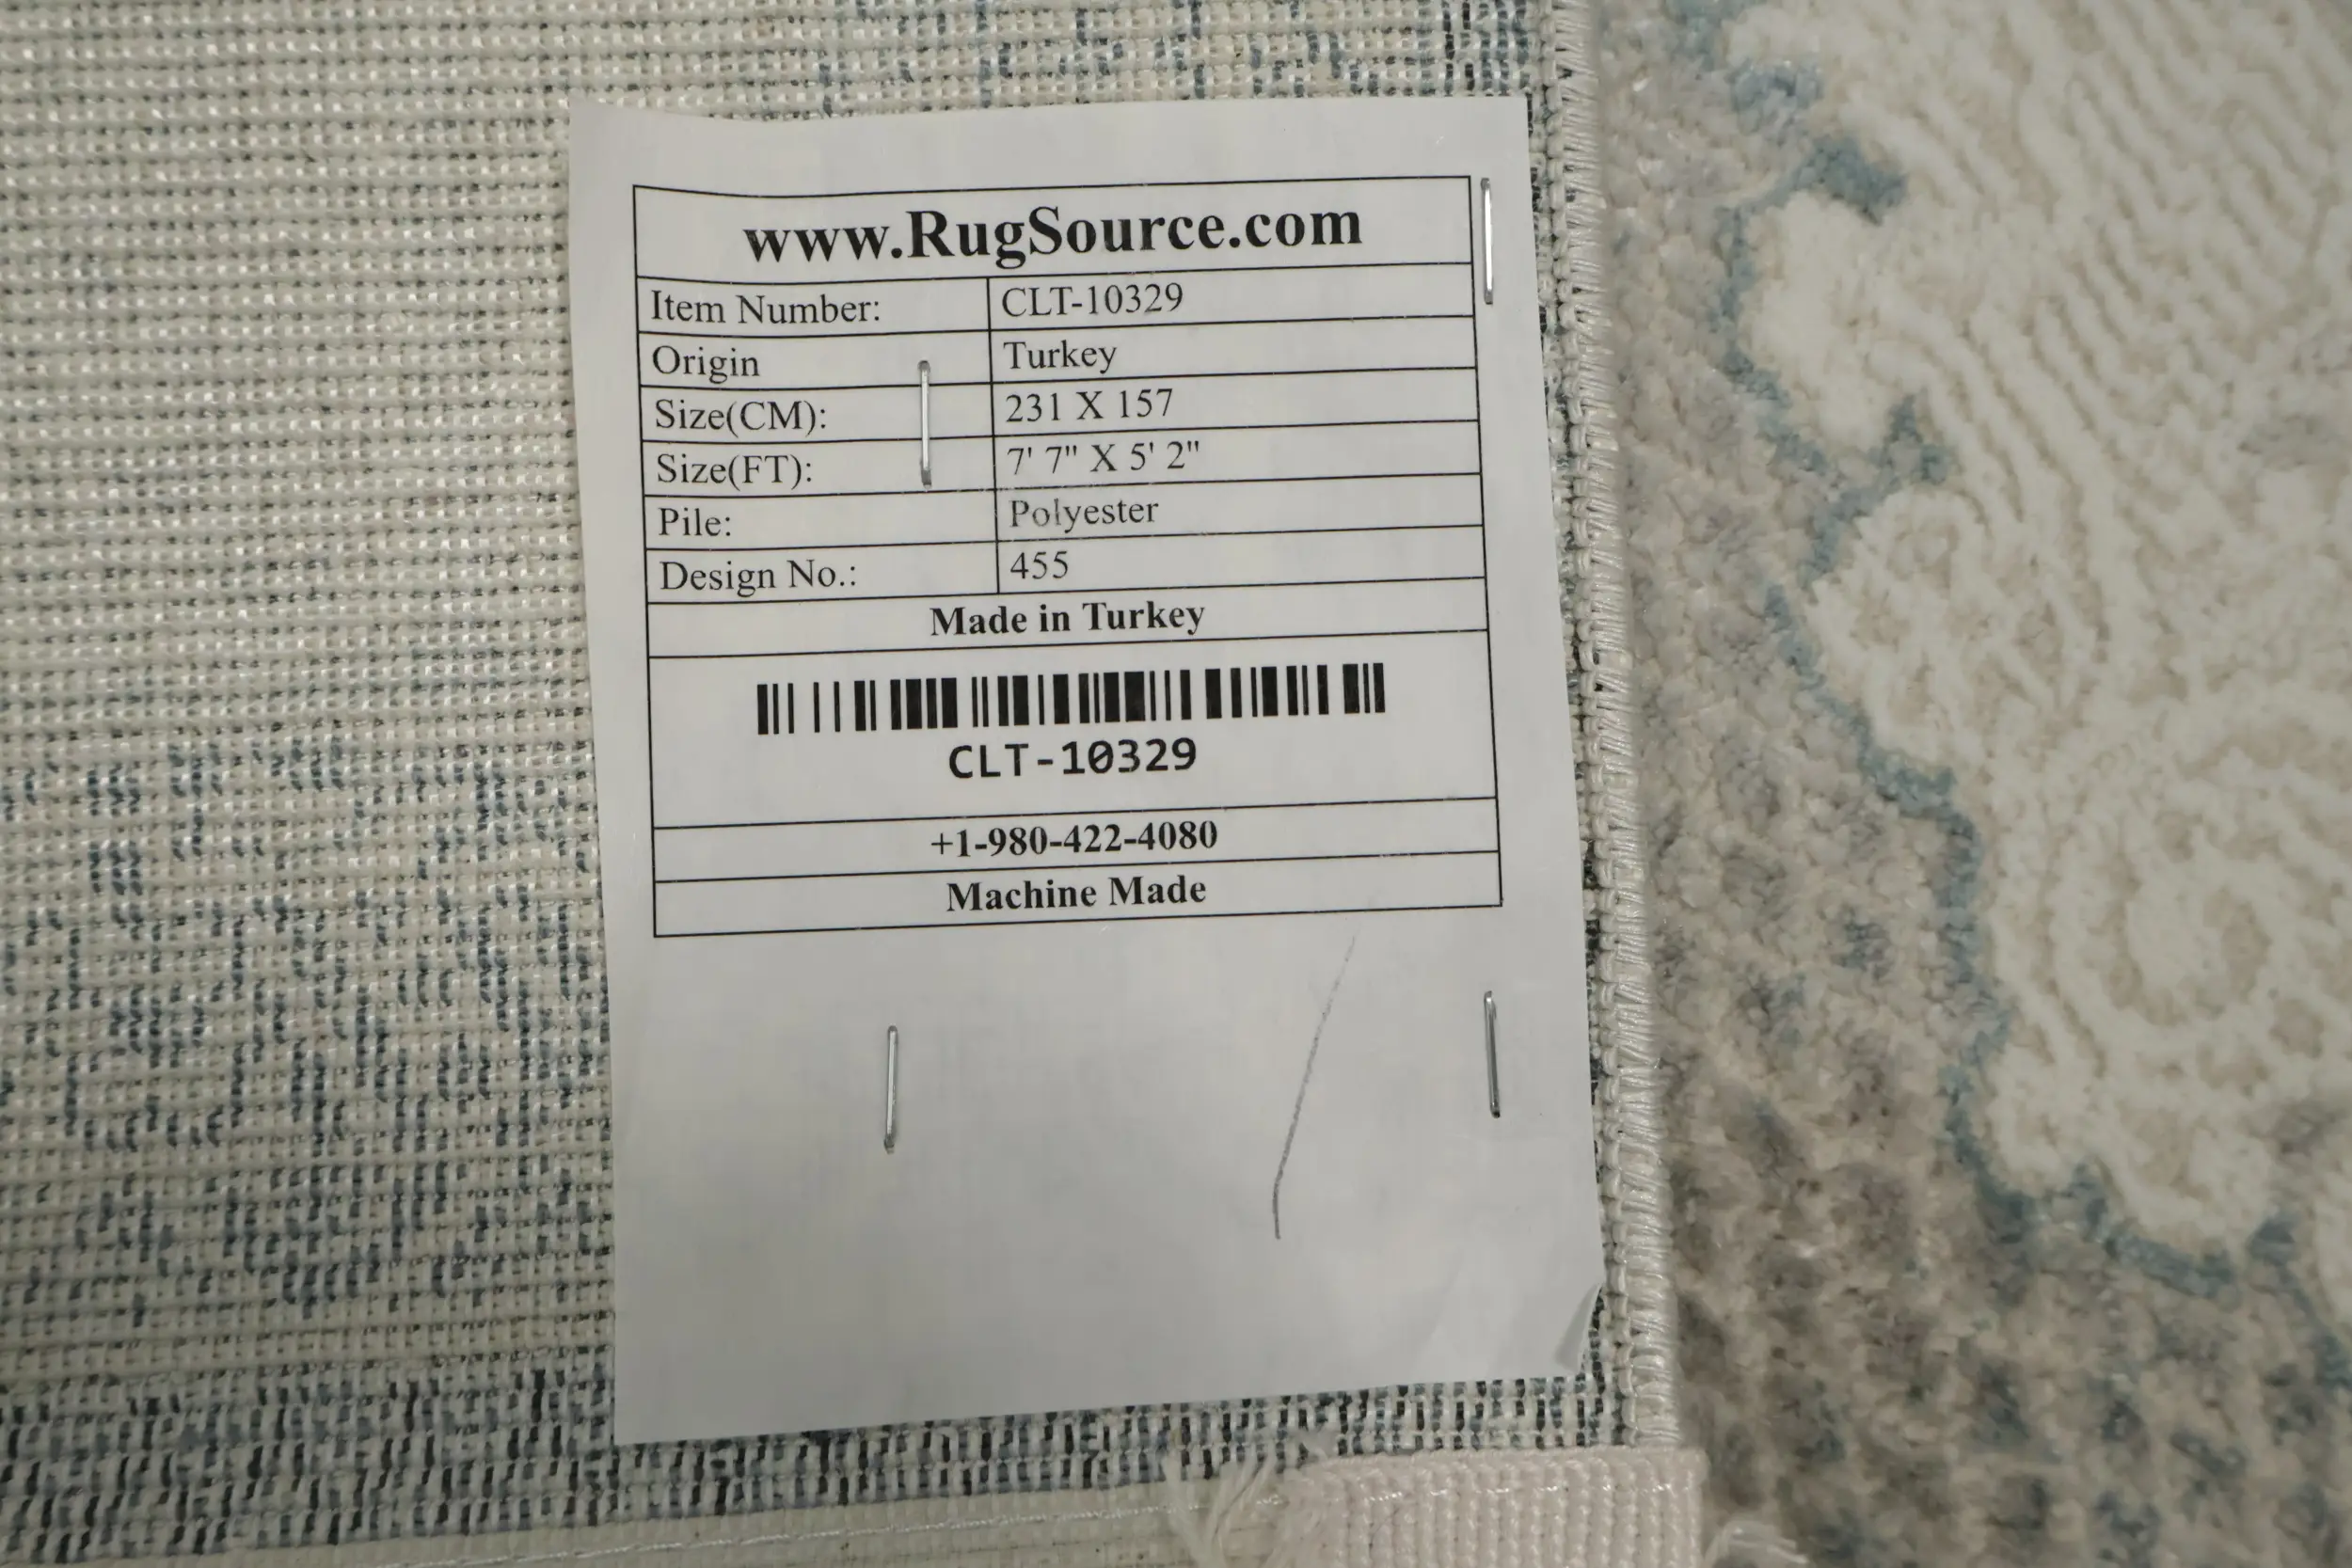 www.RugSource.com
Item Number: CLT-10329
Origin Turkey
Size(CM): 231 X 157
Size(FT): 7' 7" X 5' 2"
Pile: Polyester
Design No.: 455
Made in Turkey
CLT-10329
+1-980-422-4080
Machine Made